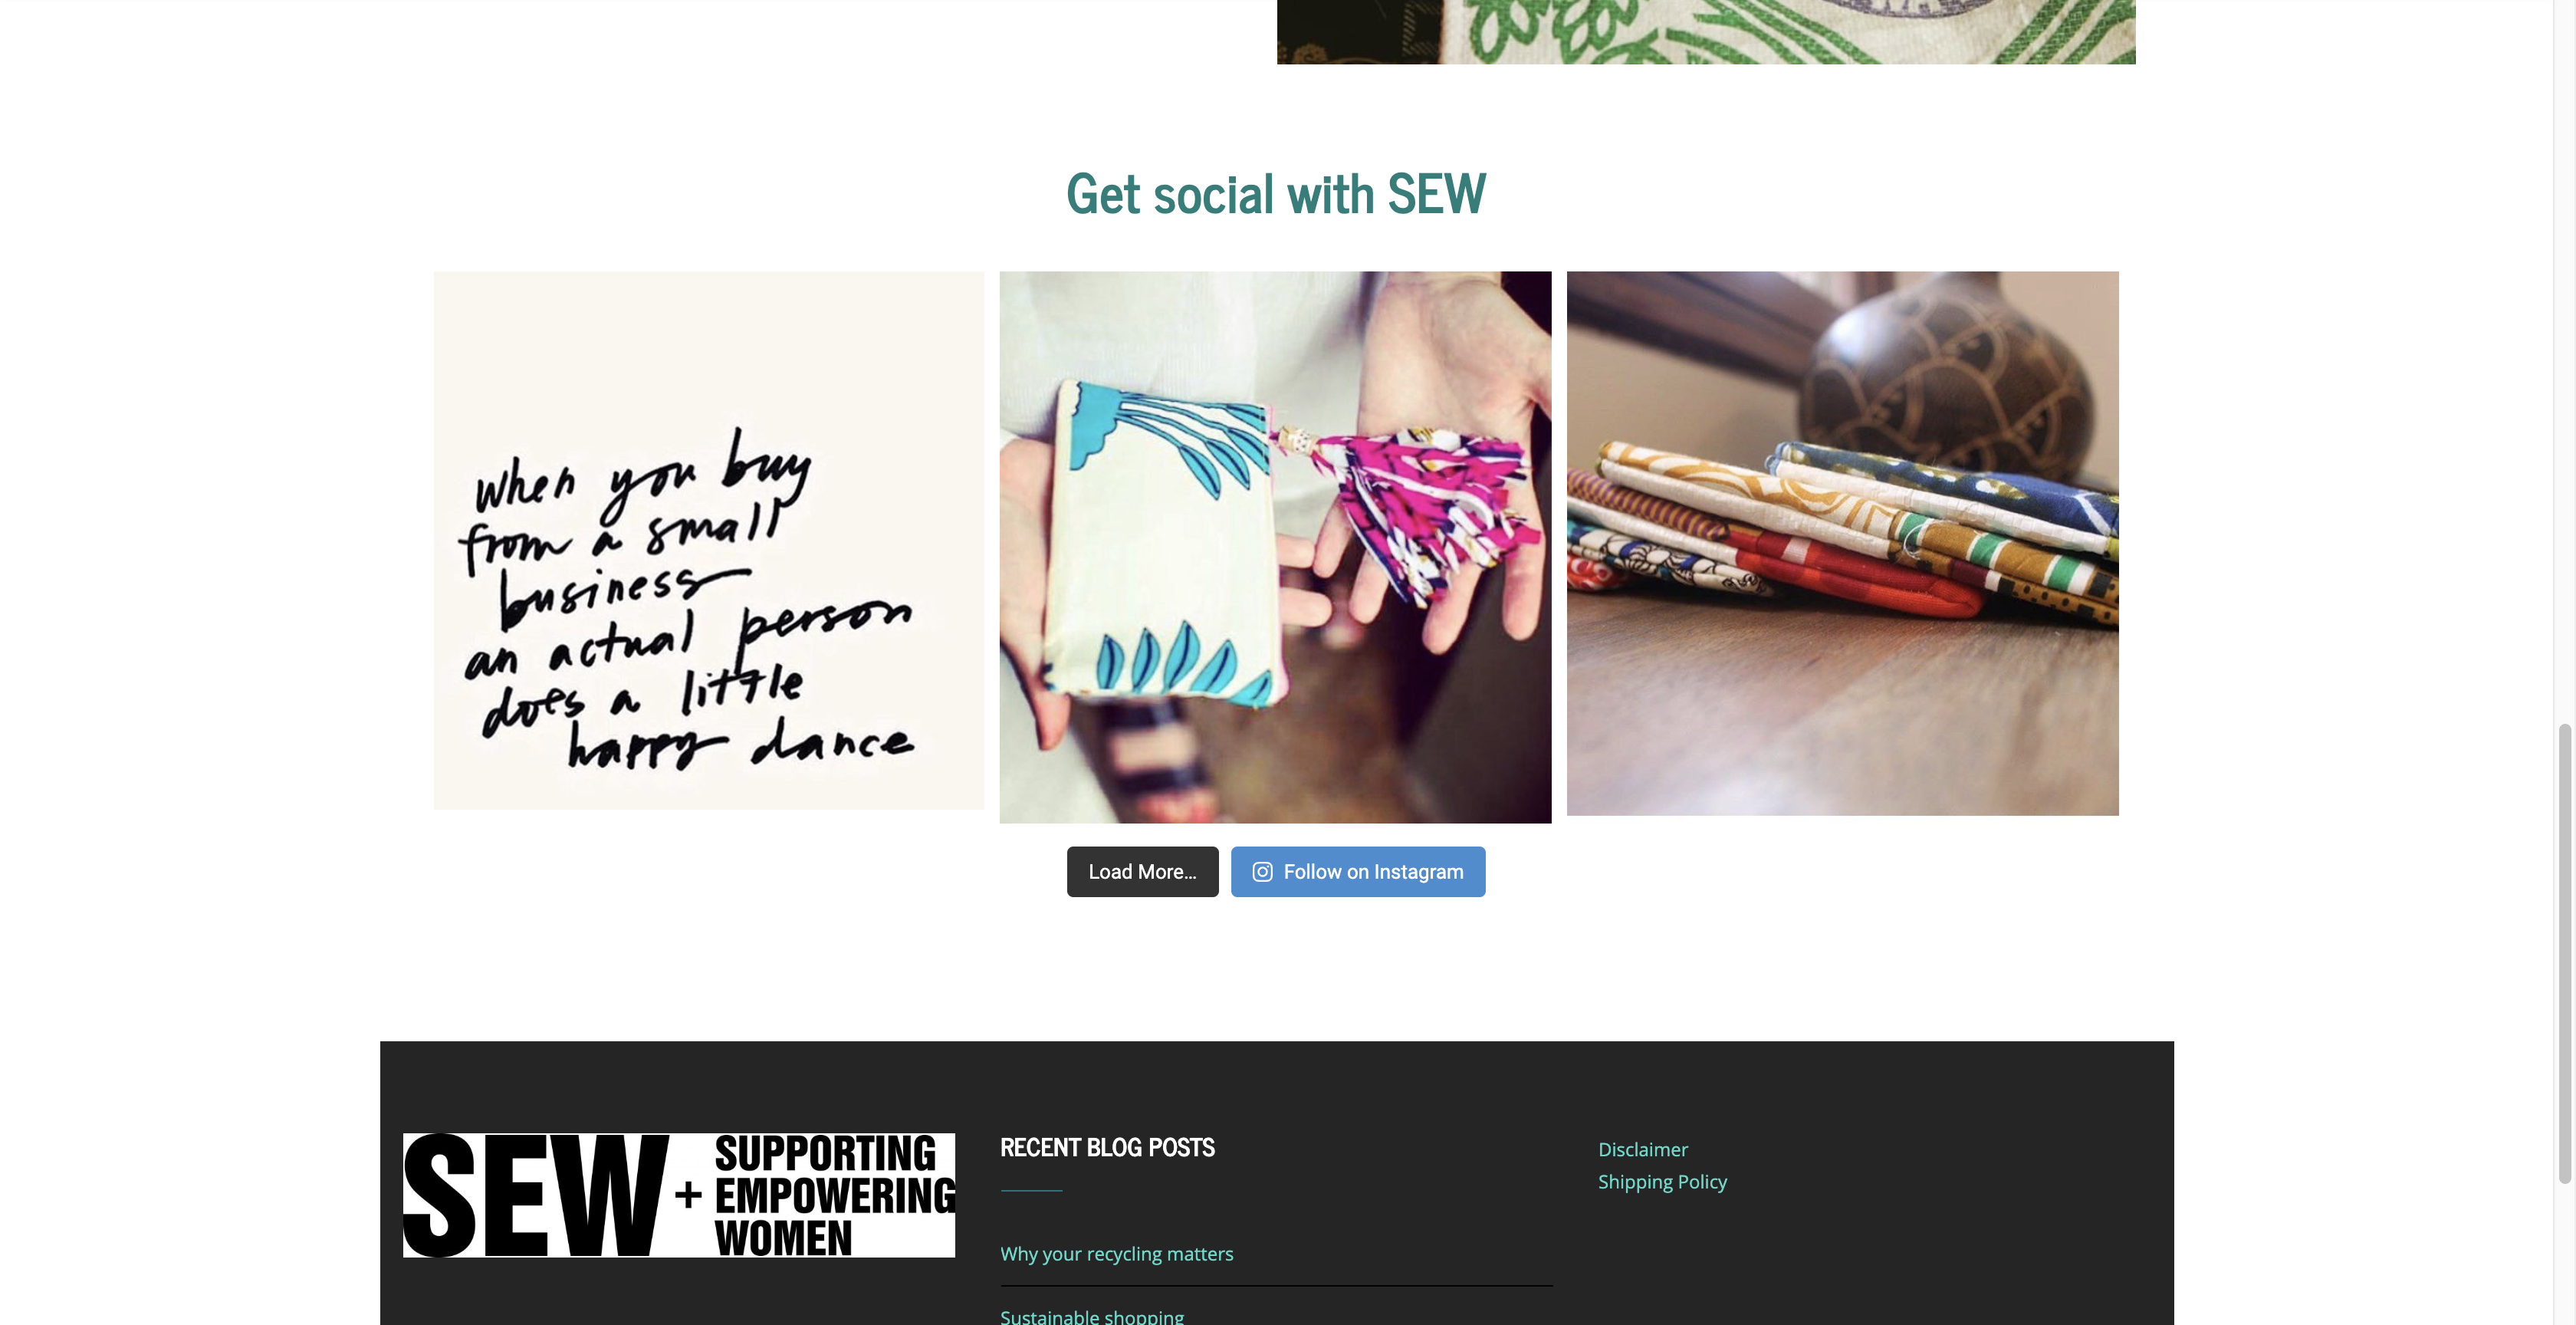 Get social with SEW
when you buy
from a small
business
an actual person
does a little
happy dance
Load More...
Follow on Instagram
SEW + SUPPORTING
EMPOWERING
WOMEN
RECENT BLOG POSTS
Why your recycling matters
Sustainable shopping
Disclaimer
Shipping Policy